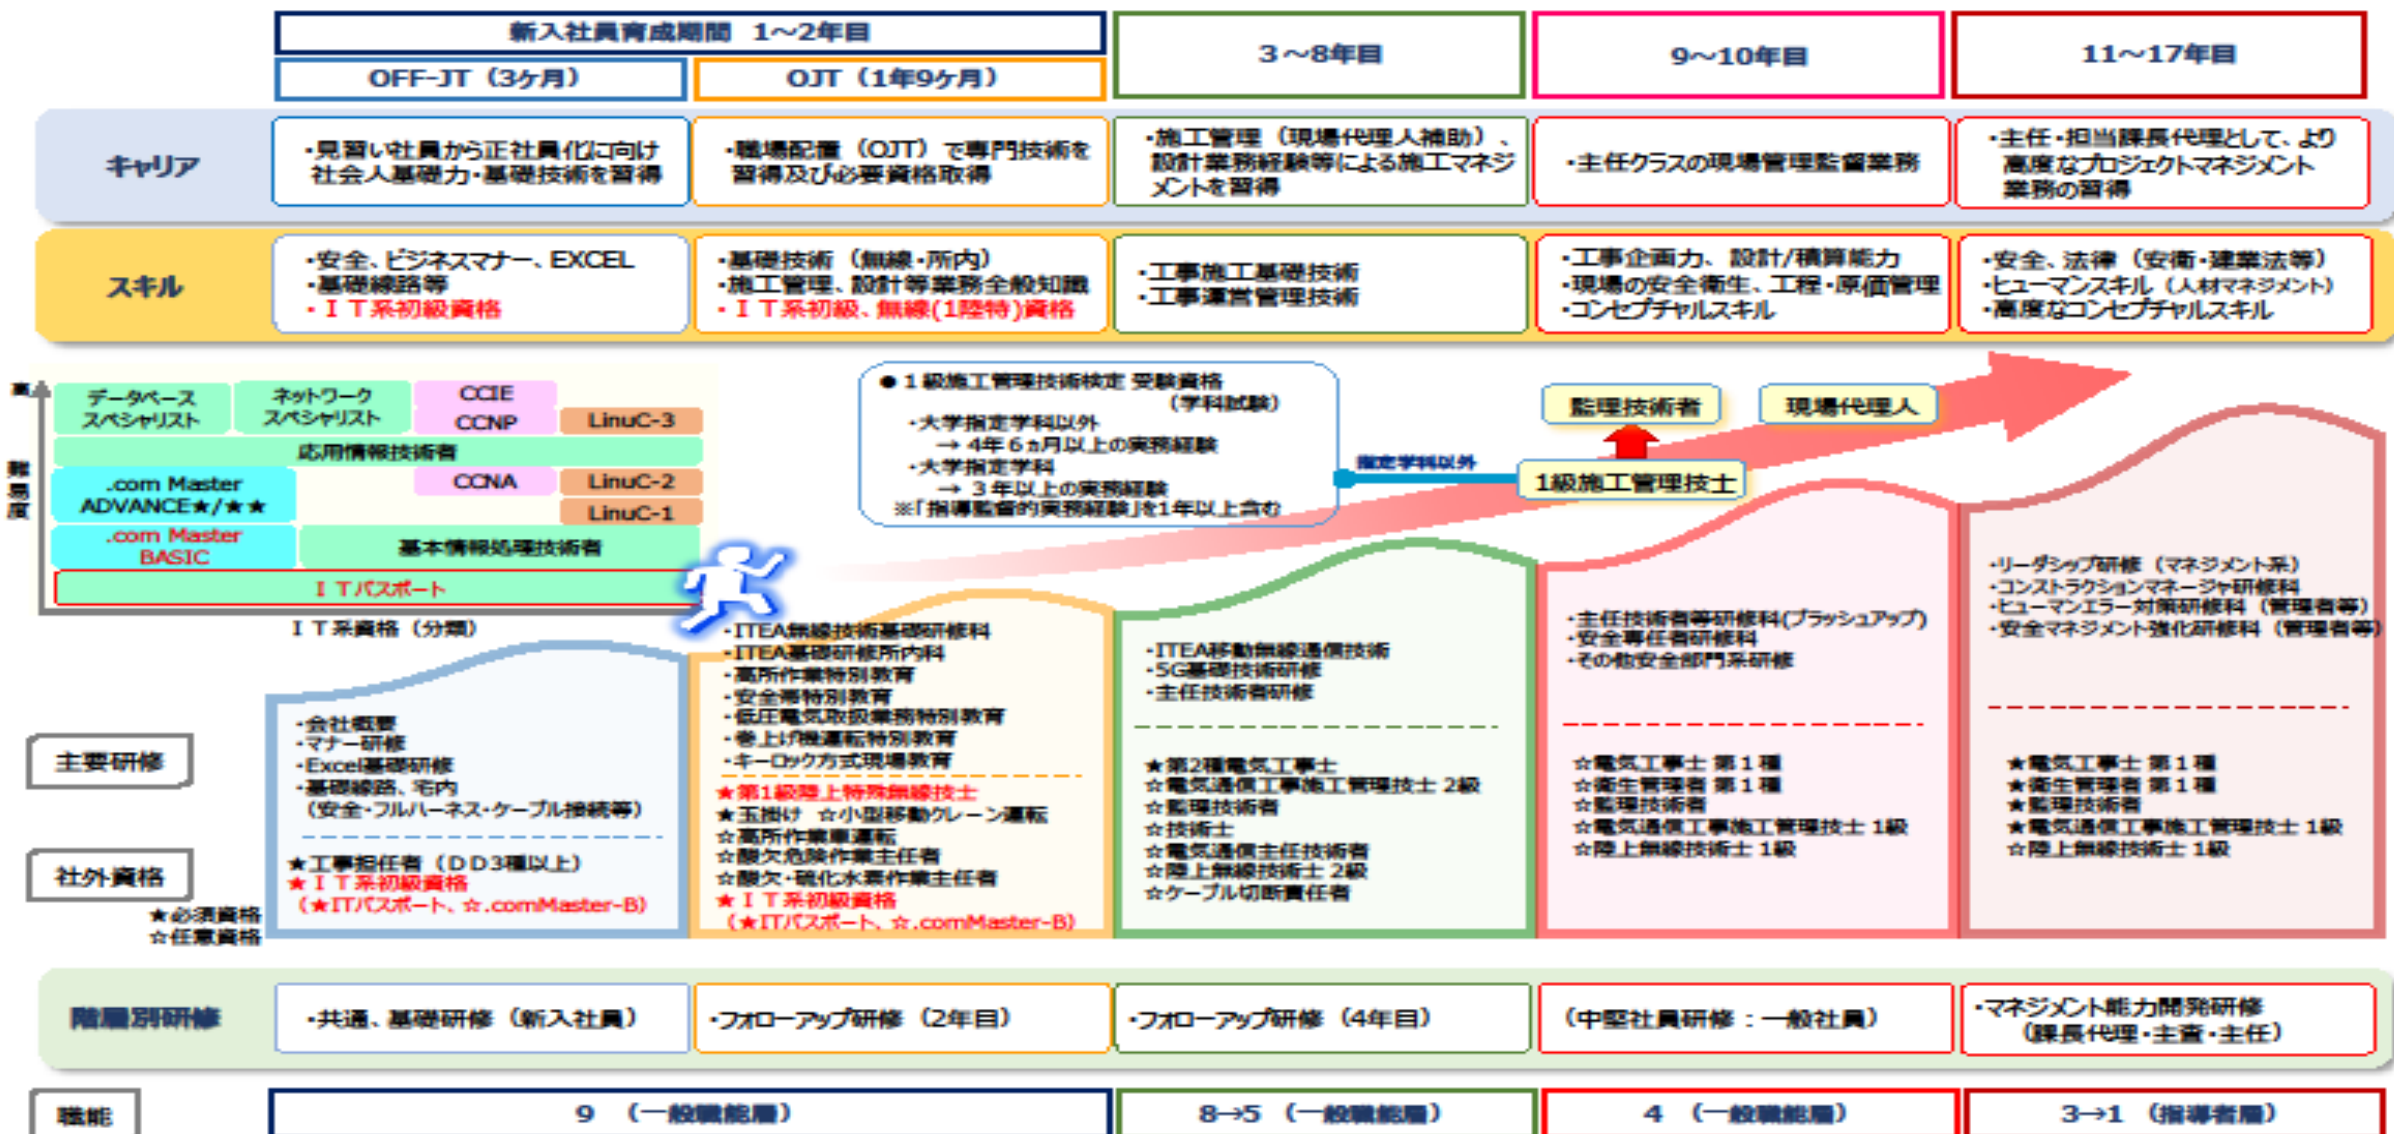 新入社員育成期間 1～2年目
3～8年目
9～10年目
11～17年目
OFF-JT（3ケ月）
OJT（1年9ケ月）
キャリア
・見習い社員から正社員化に向け
社会人基礎力・基礎技術を習得
・職場配置（OJT）で専門技術を
習得及び必要資格取得
・施工管理（現場代理人補助）、
設計業務経験等による施工マネジ
メントを習得
・主任クラスの現場管理監督業務
・主任・担当課長代理として、より
高度なプロジェクトマネジメント
業務の習得
スキル
・安全、ビジネスマナー、EXCEL
・基礎線路等
・ＩＴ系初級資格
・基礎技術（無線・所内）
・施工管理、設計等業務全般知識
・ＩＴ系初級、無線(1陸特)資格
・工事施工基礎技術
・工事運営管理技術
・工事企画力、設計/積算能力
・現場の安全衛生、工程・原価管理
・コンセプチャルスキル
・安全、法律（安衛・建業法等）
・ヒューマンスキル（人材マネジメント）
・高度なコンセプチャルスキル
高
難易度
データベース
スペシャリスト
ネットワーク
スペシャリスト
CCIE
CCNP
LinuC-3
応用情報技術者
.com Master
ADVANCE★/★★
CCNA
LinuC-2
LinuC-1
.com Master
BASIC
基本情報処理技術者
ＩＴパスポート
ＩＴ系資格（分類）
● 1級施工管理技術検定 受験資格
（学科試験）
・大学指定学科以外
→ 4年6ヵ月以上の実務経験
・大学指定学科
→ 3年以上の実務経験
※「指導監督的実務経験」を1年以上含む
指定学科以外
監理技術者
現場代理人
1級施工管理技士
主要研修
社外資格
★必須資格
☆任意資格
・会社概要
・マナー研修
・Excel基礎研修
・基礎線路、宅内
（安全・フルハーネス・ケーブル接続等）
★工事担任者（ＤＤ3種以上）
★ＩＴ系初級資格
（★ITパスポート、☆.comMaster-B）
・ITEA無線技術基礎研修科
・ITEA基礎研修所内科
・高所作業特別教育
・安全帯特別教育
・低圧電気取扱業務特別教育
・巻上げ機運転特別教育
・キーロック方式現場教育
★第1級陸上特殊無線技士
★玉掛け ☆小型移動クレーン運転
☆高所作業車運転
☆酸欠危険作業主任者
☆酸欠・硫化水素作業主任者
★ＩＴ系初級資格
（★ITパスポート、☆.comMaster-B）
・ITEA移動無線通信技術
・5G基礎技術研修
・主任技術者研修
★第2種電気工事士
☆電気通信工事施工管理技士 2級
☆監理技術者
☆技術士
☆電気通信主任技術者
☆陸上無線技術士 2級
☆ケーブル切断責任者
・主任技術者等研修科(ブラッシュアップ)
・安全専任者研修科
・その他安全部門系研修
☆電気工事士 第1種
☆衛生管理者 第1種
☆監理技術者
☆電気通信工事施工管理技士 1級
☆陸上無線技術士 1級
・リーダシップ研修（マネジメント系）
・コンストラクションマネージャ研修科
・ヒューマンエラー対策研修科（管理者等）
・安全マネジメント強化研修科（管理者等）
★電気工事士 第1種
★衛生管理者 第1種
★監理技術者
★電気通信工事施工管理技士 1級
☆陸上無線技術士 1級
階層別研修
・共通、基礎研修（新入社員）
・フォローアップ研修（2年目）
・フォローアップ研修（4年目）
（中堅社員研修：一般社員）
・マネジメント能力開発研修
（課長代理・主査・主任）
職能
9 （一般職能層）
8→5 （一般職能層）
4 （一般職能層）
3→1 （指導者層）